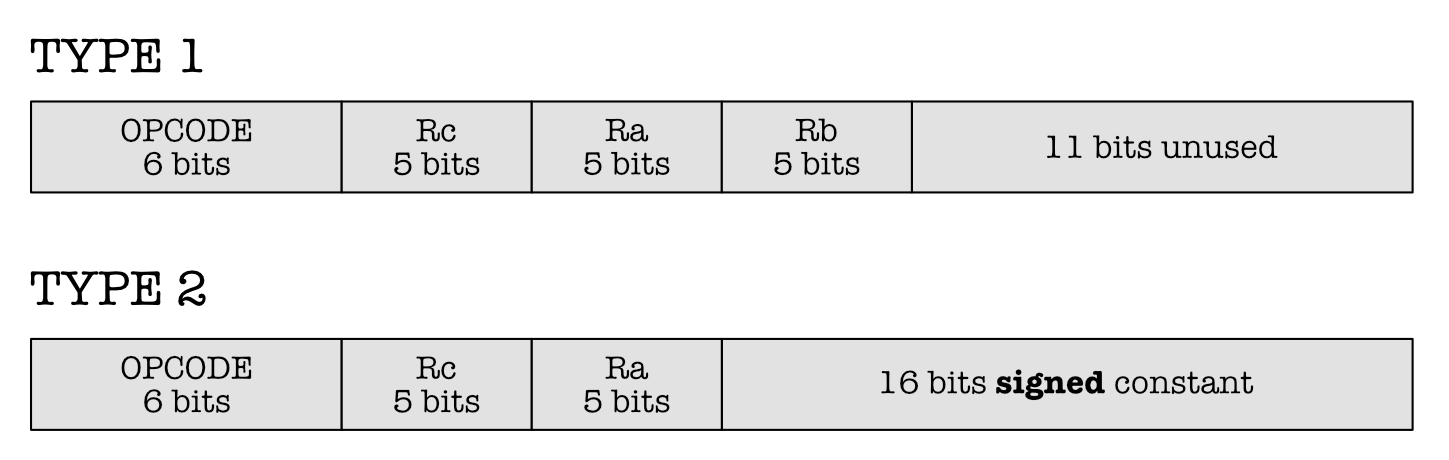 TYPE 1
OPCODE
6 bits
Rc
5 bits
Ra
5 bits
Rb
5 bits
11 bits unused
TYPE 2
OPCODE
6 bits
Rc
5 bits
Ra
5 bits
16 bits signed constant